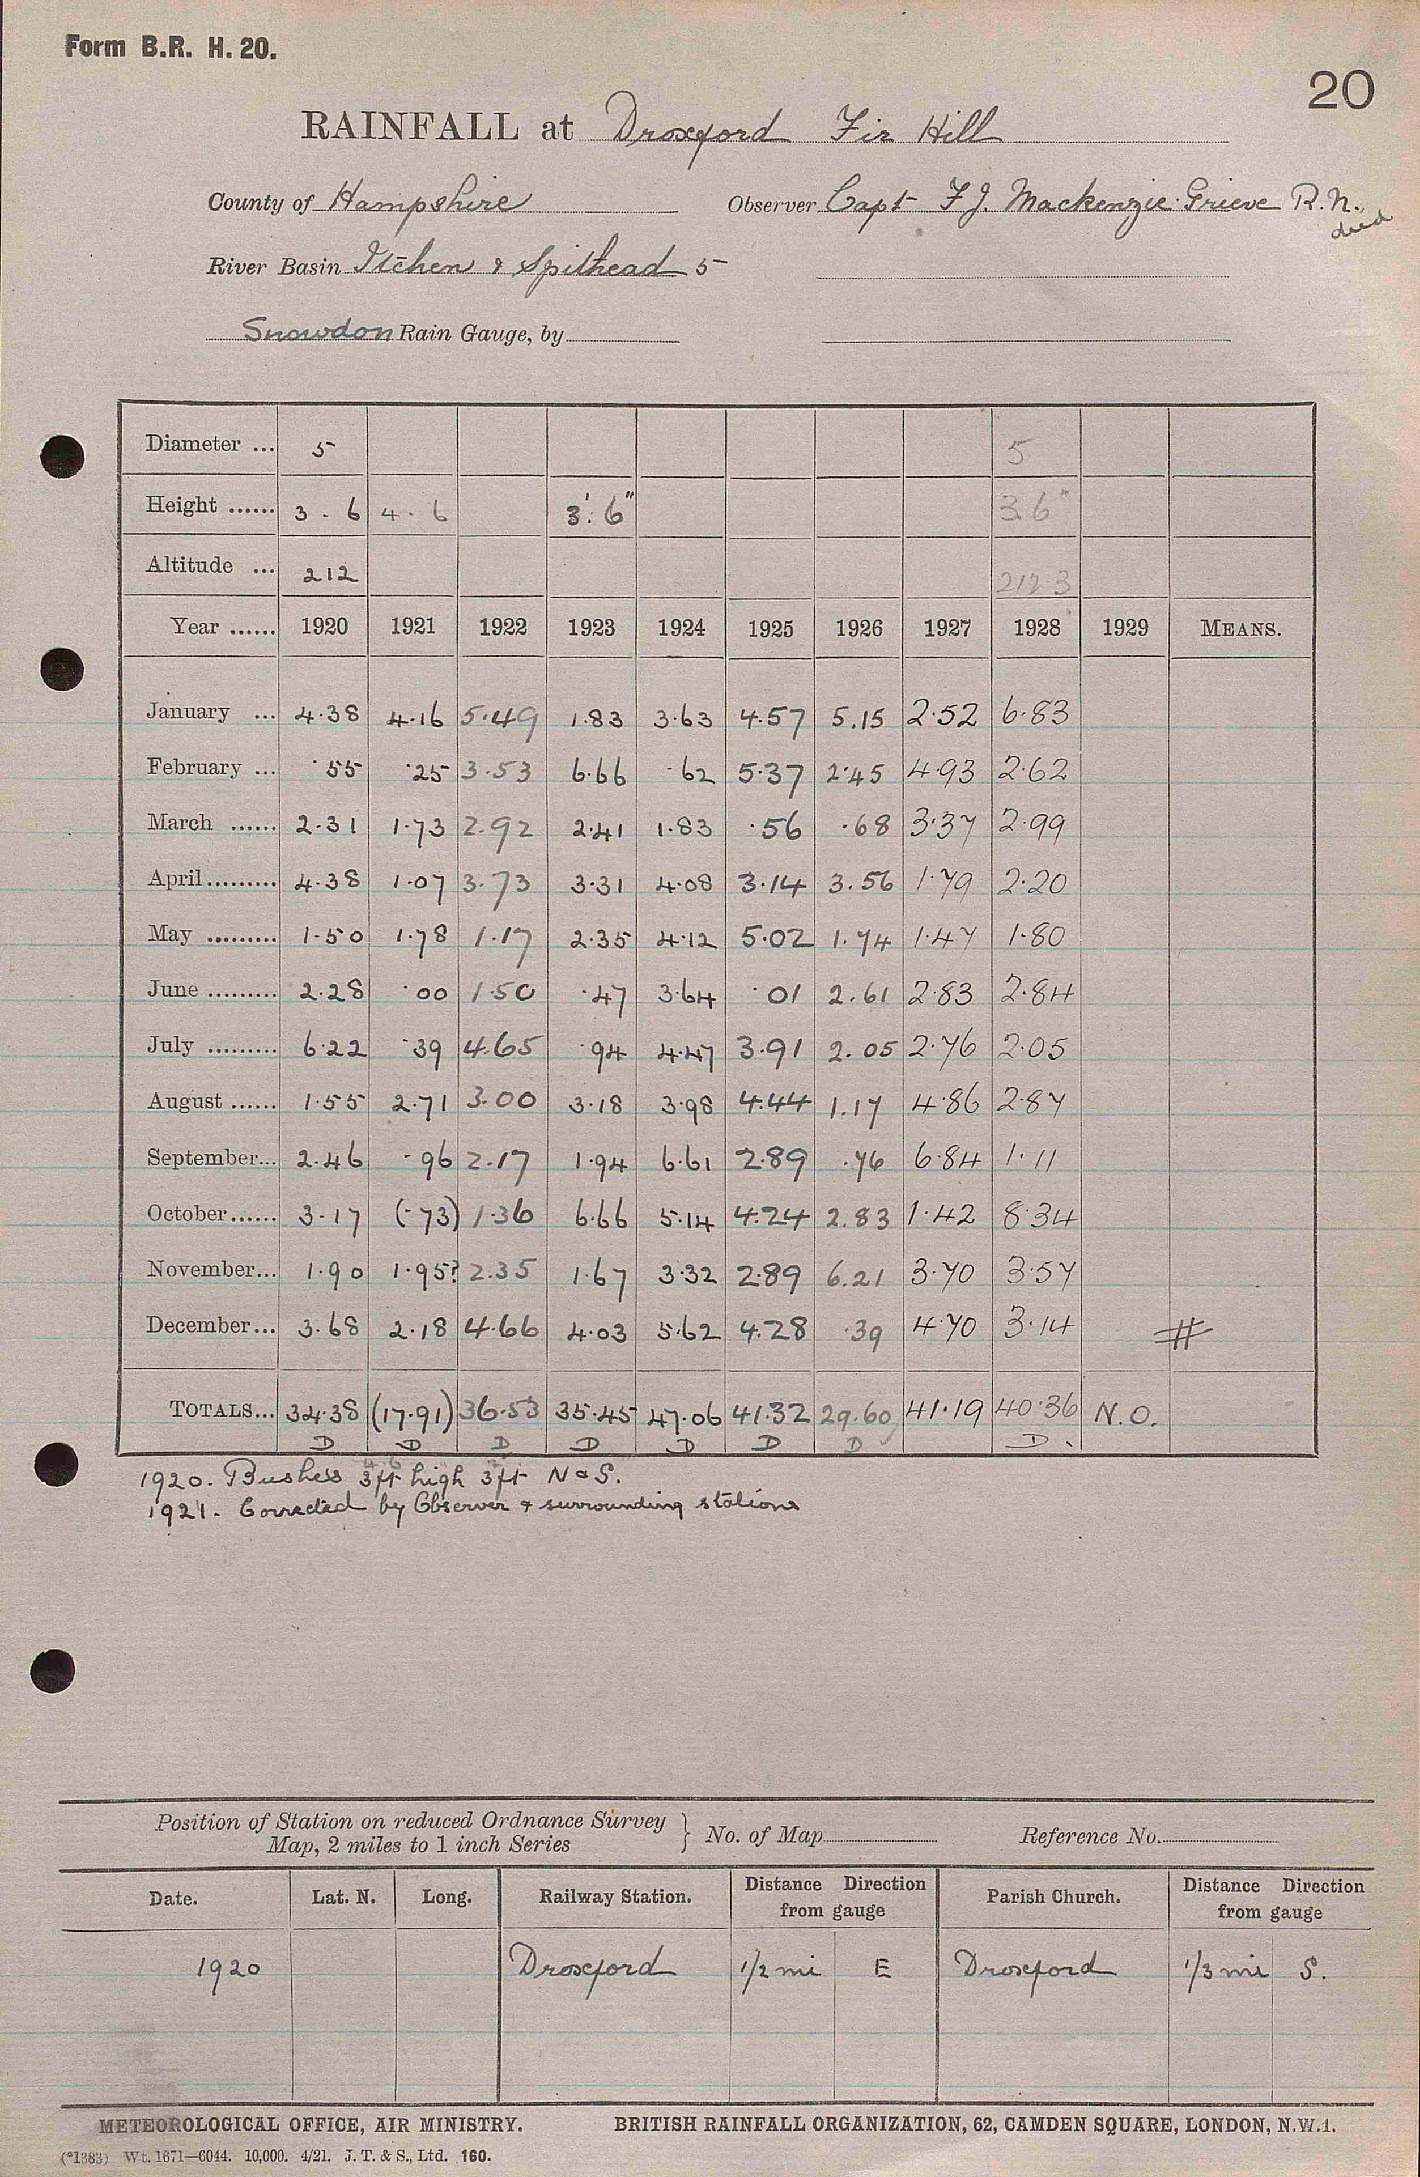 Form B.R. H. 20.
20
RAINFALL at Droxford Fir Hill
County of Hampshire Observer Capt F J. Mackenzie-Grieve R.N.
died
River Basin Itchen & Spithead 5
Snowdon Rain Gauge, by
Diameter ... 5 5
Height ...... 3 - 6 4 - 6 3'. 6" 3.6"
Altitude ... 212 212.3
Year ...... 1920 1921 1922 1923 1924 1925 1926 1927 1928 1929 MEANS.
January ... 4.38 4.16 5.49 1.83 3.63 4.57 5.15 2.52 6.83
February ... .55 .25 3.53 6.66 .62 5.37 2.45 4.93 2.62
March ...... 2.31 1.73 2.92 2.41 1.83 .56 .68 3.37 2.99
April......... 4.38 1.07 3.73 3.31 4.08 3.14 3.56 1.79 2.20
May ......... 1.50 1.78 1.17 2.35 4.12 5.02 1.74 1.47 1.80
June ......... 2.28 .00 1.50 .47 3.64 .01 2.61 2.83 2.84
July ......... 6.22 .39 4.65 .94 4.47 3.91 2.05 2.76 2.05
August ...... 1.55 2.71 3.00 3.18 3.98 4.44 1.17 4.86 2.87
September... 2.46 .96 2.17 1.94 6.61 2.89 .76 6.84 1.11
October...... 3.17 (.73) 1.36 6.66 5.14 4.24 2.83 1.42 8.34
November... 1.90 1.95? 2.35 1.67 3.32 2.89 6.21 3.70 3.57
December... 3.68 2.18 4.66 4.03 5.62 4.28 .39 4.70 3.14
TOTALS... 34.38 (17.91) 36.53 35.45 47.06 41.32 29.60 41.19 40.36 N.O.
D D D D D D D D.
1920. Bushes 3ft high 3ft N & S.
1921. Corrected by Observer & surrounding stations
Position of Station on reduced Ordnance Survey
Map, 2 miles to 1 inch Series } No. of Map Reference No.
Date. Lat. N. Long. Railway Station. Distance Direction from gauge Parish Church. Distance Direction from gauge
1920 Droxford 1/2 mi E Droxford 1/3 mi S.
METEOROLOGICAL OFFICE, AIR MINISTRY. BRITISH RAINFALL ORGANIZATION, 62, CAMDEN SQUARE, LONDON, N.W.1.
(*1383) Wt. 1671—6044. 10,000. 4/21. J. T. & S., Ltd. 160.